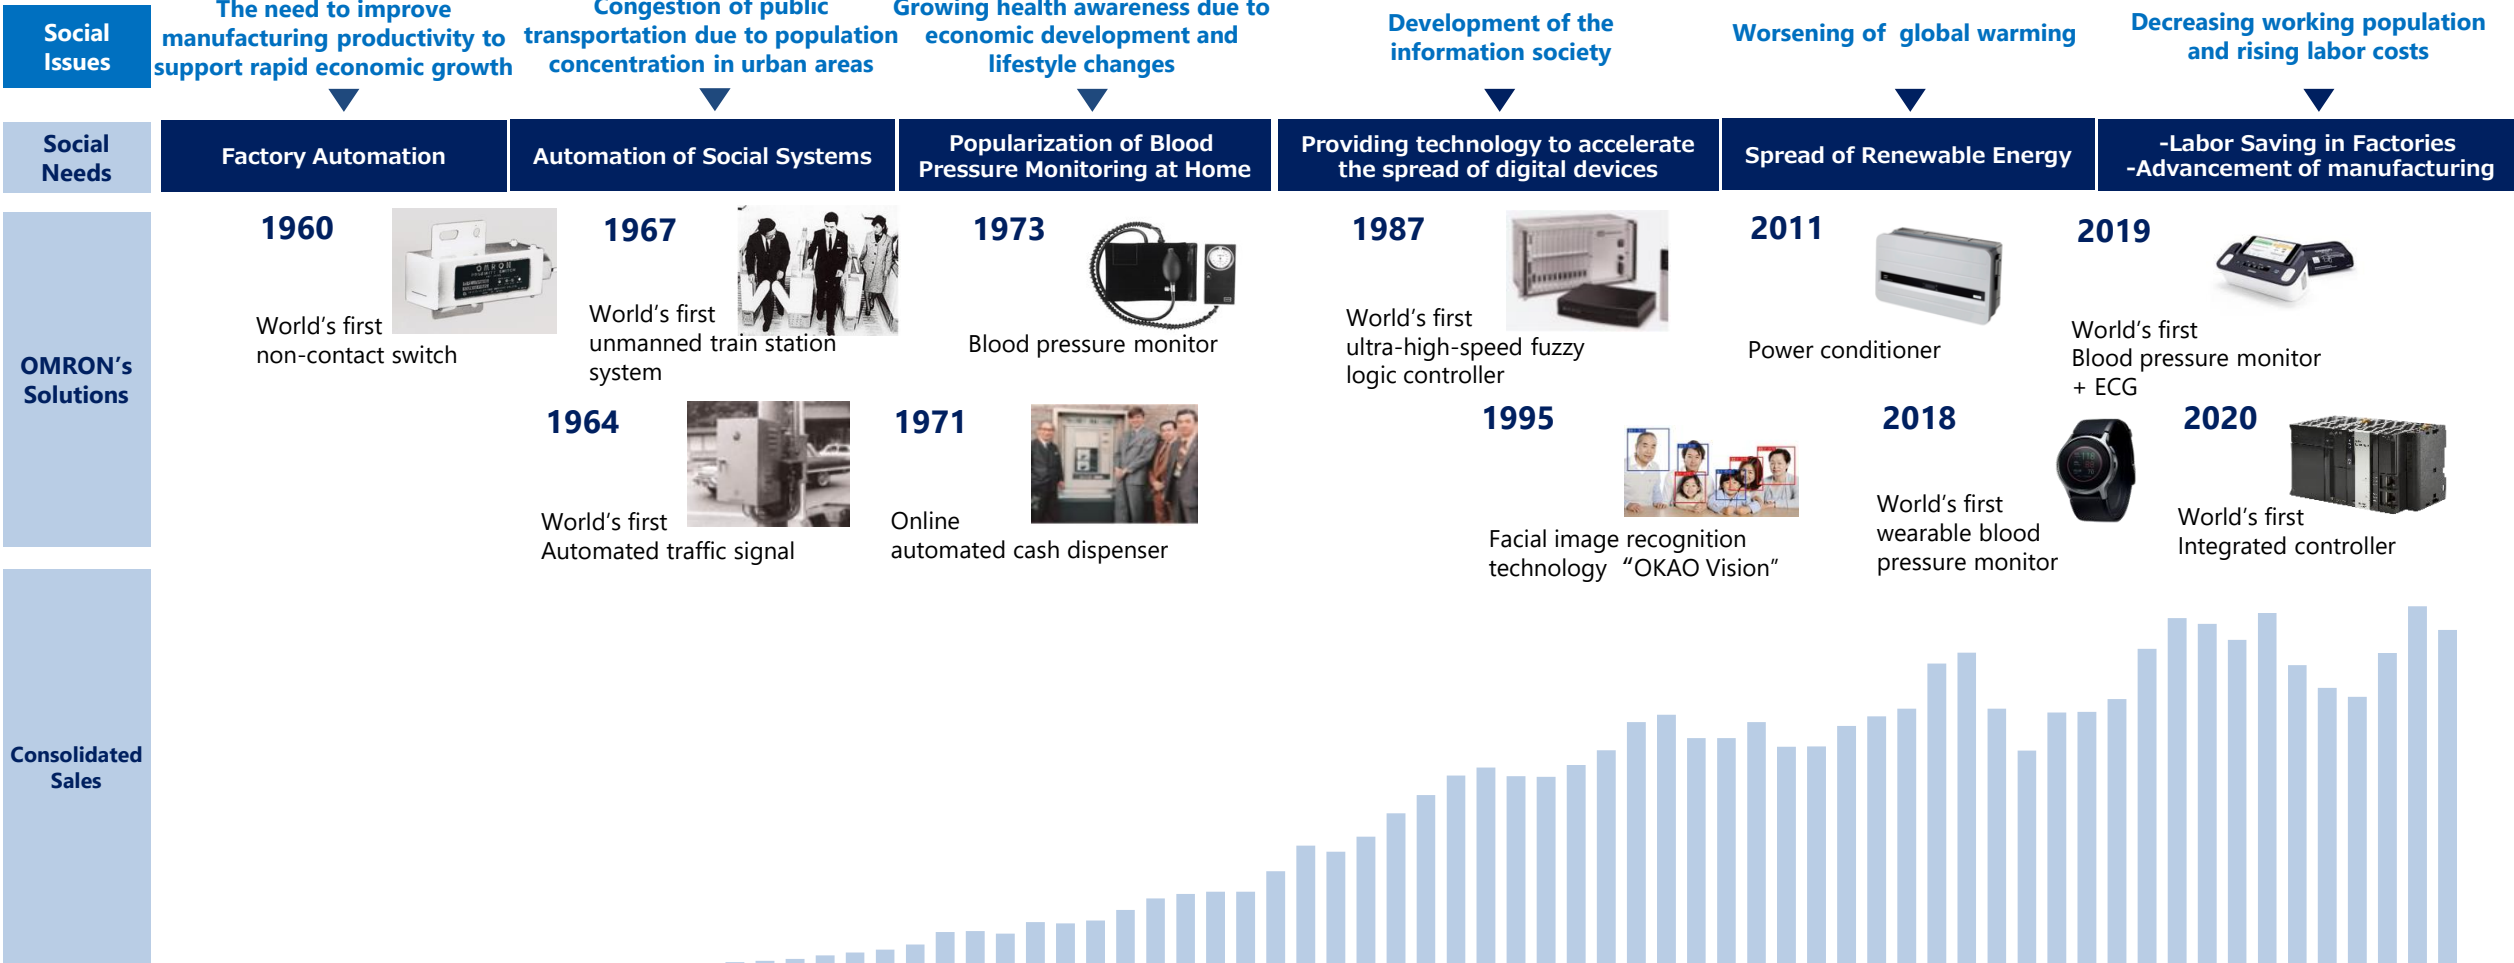 Social
Issues
The need to improve
manufacturing productivity to
support rapid economic growth
Congestion of public
transportation due to population
concentration in urban areas
Growing health awareness due to
economic development and
lifestyle changes
Development of the
information society
Worsening of global warming
Decreasing working population
and rising labor costs
Social
Needs
Factory Automation
Automation of Social Systems
Popularization of Blood
Pressure Monitoring at Home
Providing technology to accelerate
the spread of digital devices
Spread of Renewable Energy
-Labor Saving in Factories
-Advancement of manufacturing
OMRON's
Solutions
1960
OMRON
World's first
non-contact switch
1967
World's first
unmanned train station
system
1973
Blood pressure monitor
1987
World's first
ultra-high-speed fuzzy
logic controller
2011
Power conditioner
2019
World's first
Blood pressure monitor
+ ECG
1964
World's first
Automated traffic signal
1971
Online
automated cash dispenser
1995
Facial image recognition
technology “OKAO Vision”
2018
World's first
wearable blood
pressure monitor
2020
World's first
Integrated controller
Consolidated
Sales